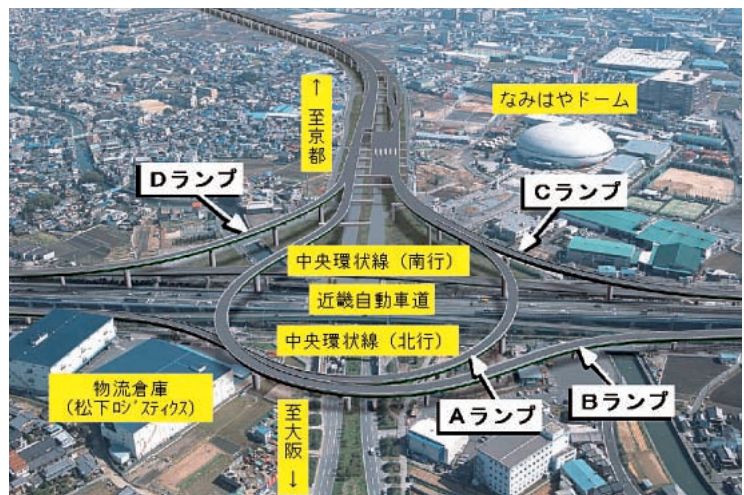 ↑至京都
なみはやドーム
Dランプ
Cランプ
中央環状線（南行）
近畿自動車道
中央環状線（北行）
物流倉庫
（松下ﾛｼﾞｽﾃｨｸｽ）
Aランプ
Bランプ
至大阪↓